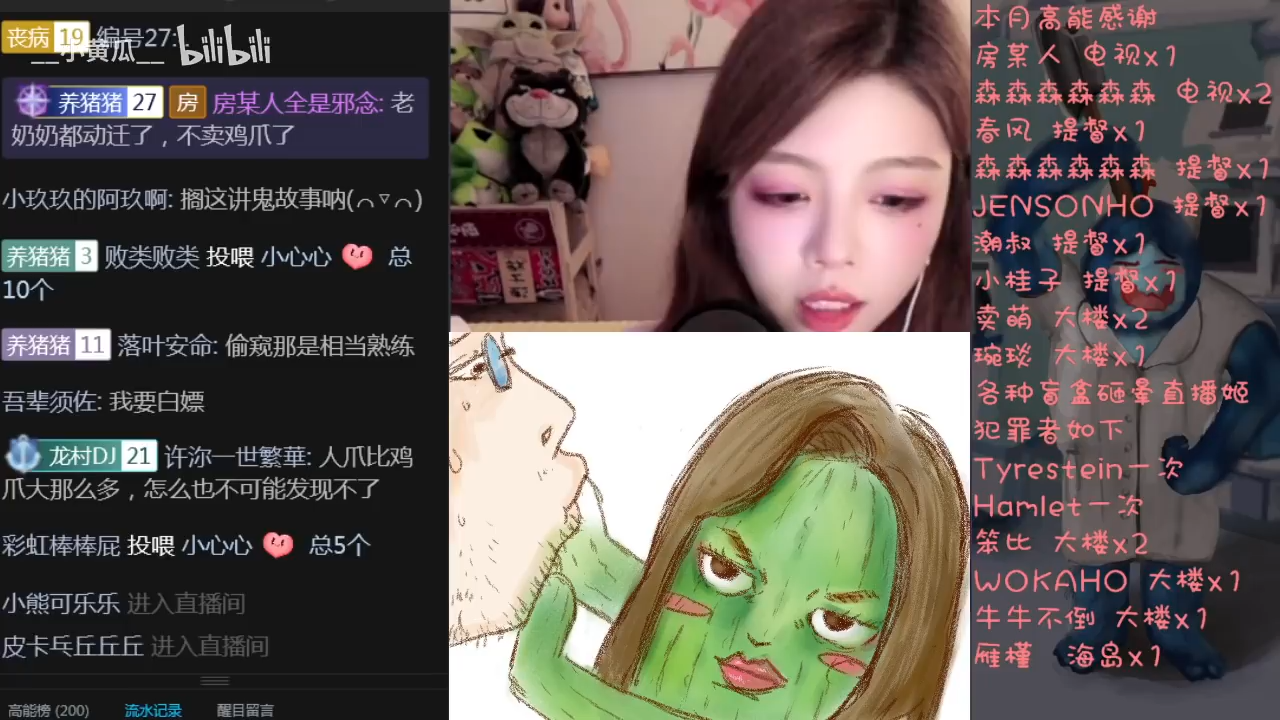 丧病 19 编号27:
__小黄瓜__ bilibili
养猪猪 27 房 房某人全是邪念: 老
奶奶都动迁了，不卖鸡爪了
小玖玖的阿玖啊: 搁这讲鬼故事呐(⌒▽⌒)
养猪猪 3 败类败类 投喂 小心心 总
10个
养猪猪 11 落叶安命: 偷窥那是相当熟练
吾辈须佐: 我要白嫖
龙村DJ 21 许沵一世繁華: 人爪比鸡
爪大那么多，怎么也不可能发现不了
彩虹棒棒屁 投喂 小心心 总5个
小熊可乐乐 进入直播间
皮卡乓丘丘丘 进入直播间
高能榜 (200) 流水记录 醒目留言
本月高能感谢
房某人 电视x1
森森森森森森 电视x2
春风 提督x1
森森森森森森 提督x1
JENSONHO 提督x1
潮叔 提督x1
小桂子 提督x1
卖萌 大楼x2
琬琰 大楼x1
各种盲盒砸晕直播姬
犯罪者如下
Tyrestein一次
Hamlet一次
笨比 大楼x2
WOKAHO 大楼x1
牛牛不倒 大楼x1
雁槿 海岛x1